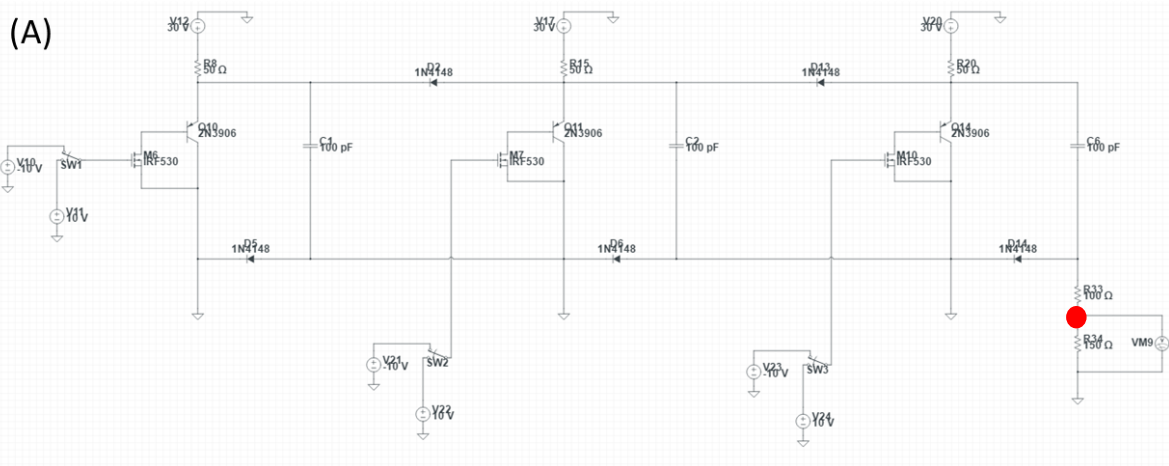 (A)
V12
30 V
V17
30 V
V20
30 V
R8
50 Ω
D2
1N4148
R15
50 Ω
D13
1N4148
R20
50 Ω
Q10
2N3906
Q11
2N3906
Q14
2N3906
C1
100 pF
C2
100 pF
C6
100 pF
V10
-10 V
SW1
M6
IRF530
M7
IRF530
M10
IRF530
V11
10 V
D5
1N4148
D6
1N4148
D14
1N4148
R33
100 Ω
R34
150 Ω
VM9
V21
-10 V
SW2
V23
-10 V
SW3
V22
10 V
V24
10 V